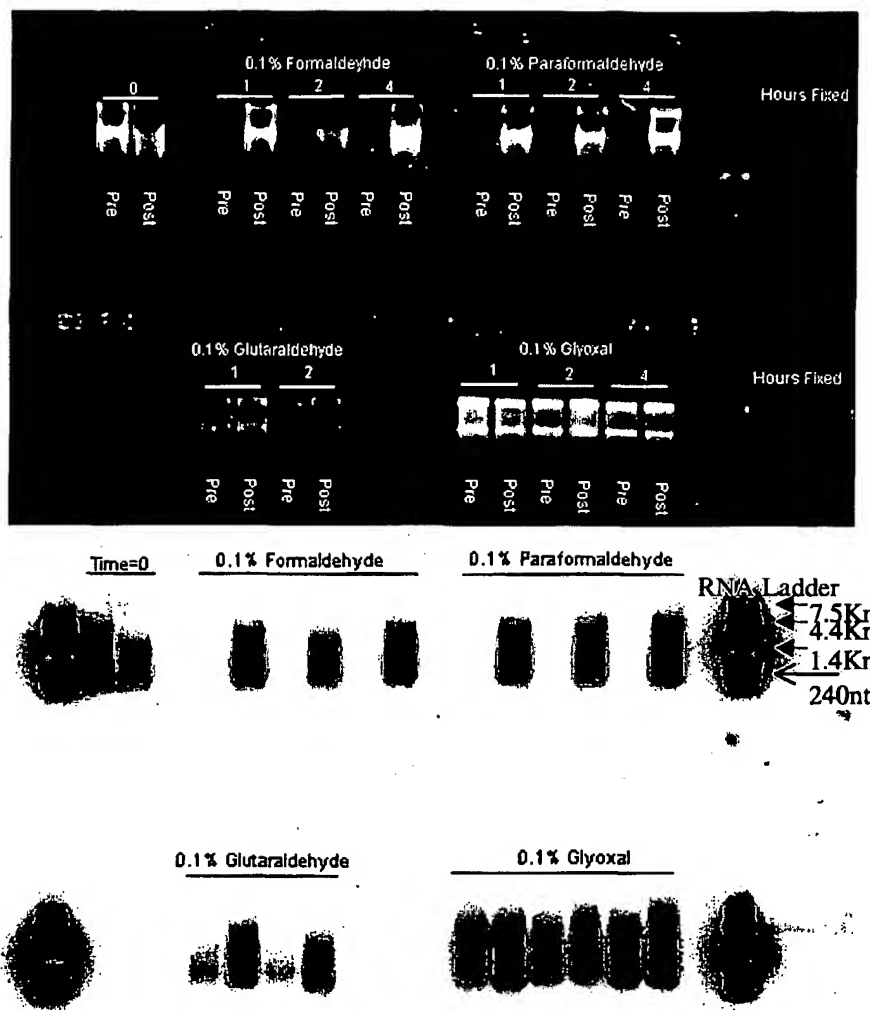 0.1% Formaldeyhde 0.1% Paraformaldehyde
0 1 2 4 1 2 4 Hours Fixed
Pre Post Pre Post Pre Post Pre Post Pre Post Pre Post Pre Post
0.1% Glutaraldehyde 0.1% Glyoxal
1 2 1 2 4 Hours Fixed
Pre Post Pre Post Pre Post Pre Post Pre Post
Time=0 0.1% Formaldehyde 0.1% Paraformaldehyde
RNA Ladder
7.5Kr
4.4Kr
1.4Kr
240nt
0.1% Glutaraldehyde 0.1% Glyoxal